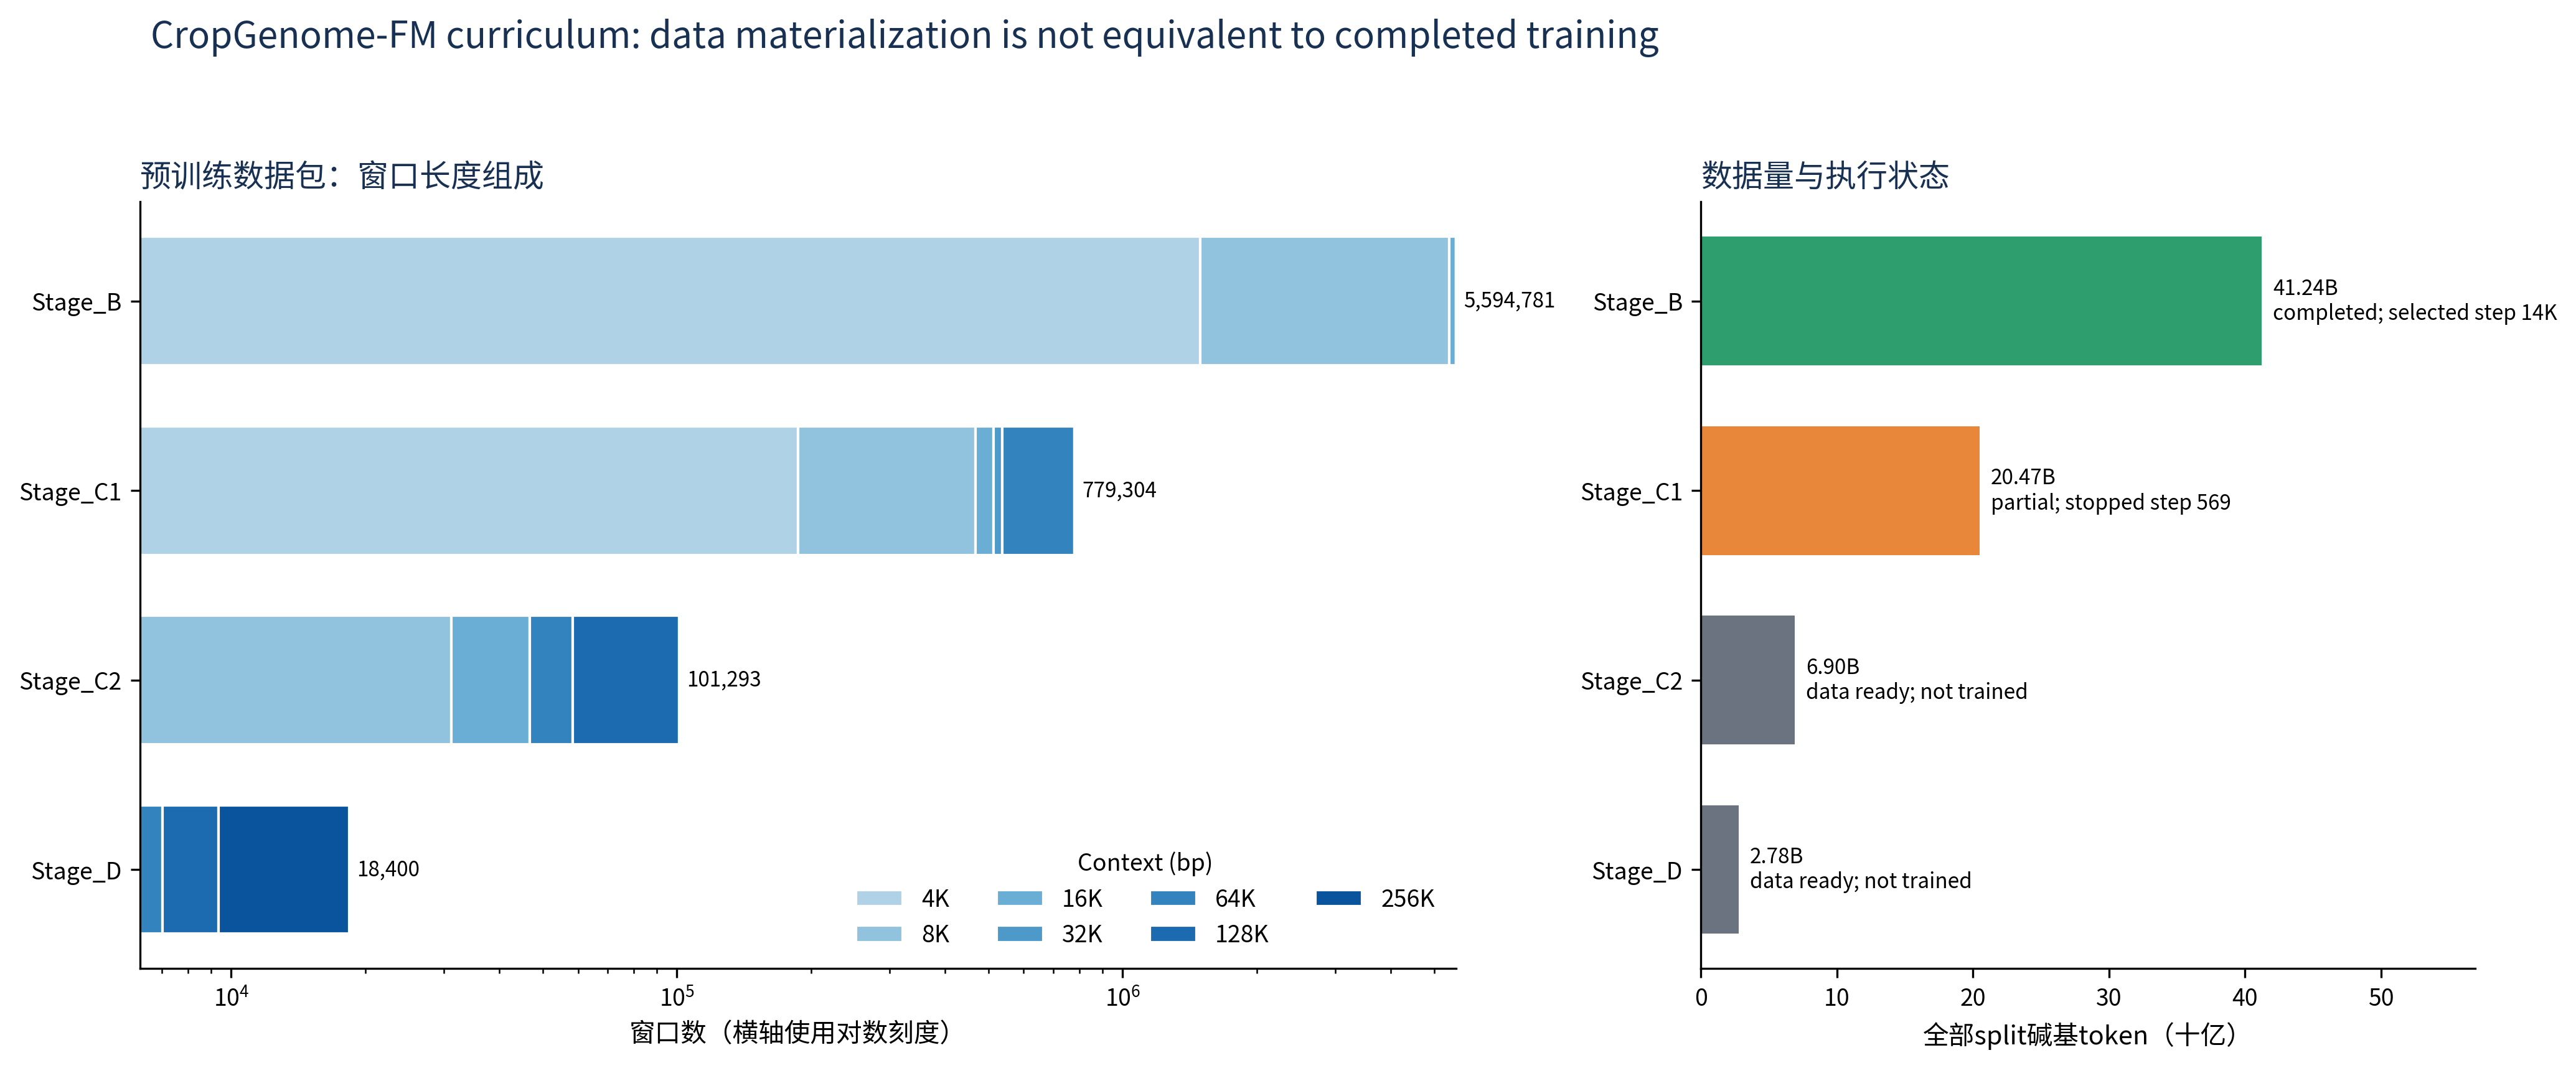 CropGenome-FM curriculum: data materialization is not equivalent to completed training
预训练数据包：窗口长度组成
Stage_B
5,594,781
Stage_C1
779,304
Stage_C2
101,293
Stage_D
18,400
Context (bp)
4K 16K 64K 256K
8K 32K 128K
10⁴ 10⁵ 10⁶
窗口数（横轴使用对数刻度）
数据量与执行状态
Stage_B
41.24B
completed; selected step 14K
Stage_C1
20.47B
partial; stopped step 569
Stage_C2
6.90B
data ready; not trained
Stage_D
2.78B
data ready; not trained
0 10 20 30 40 50
全部split碱基token（十亿）